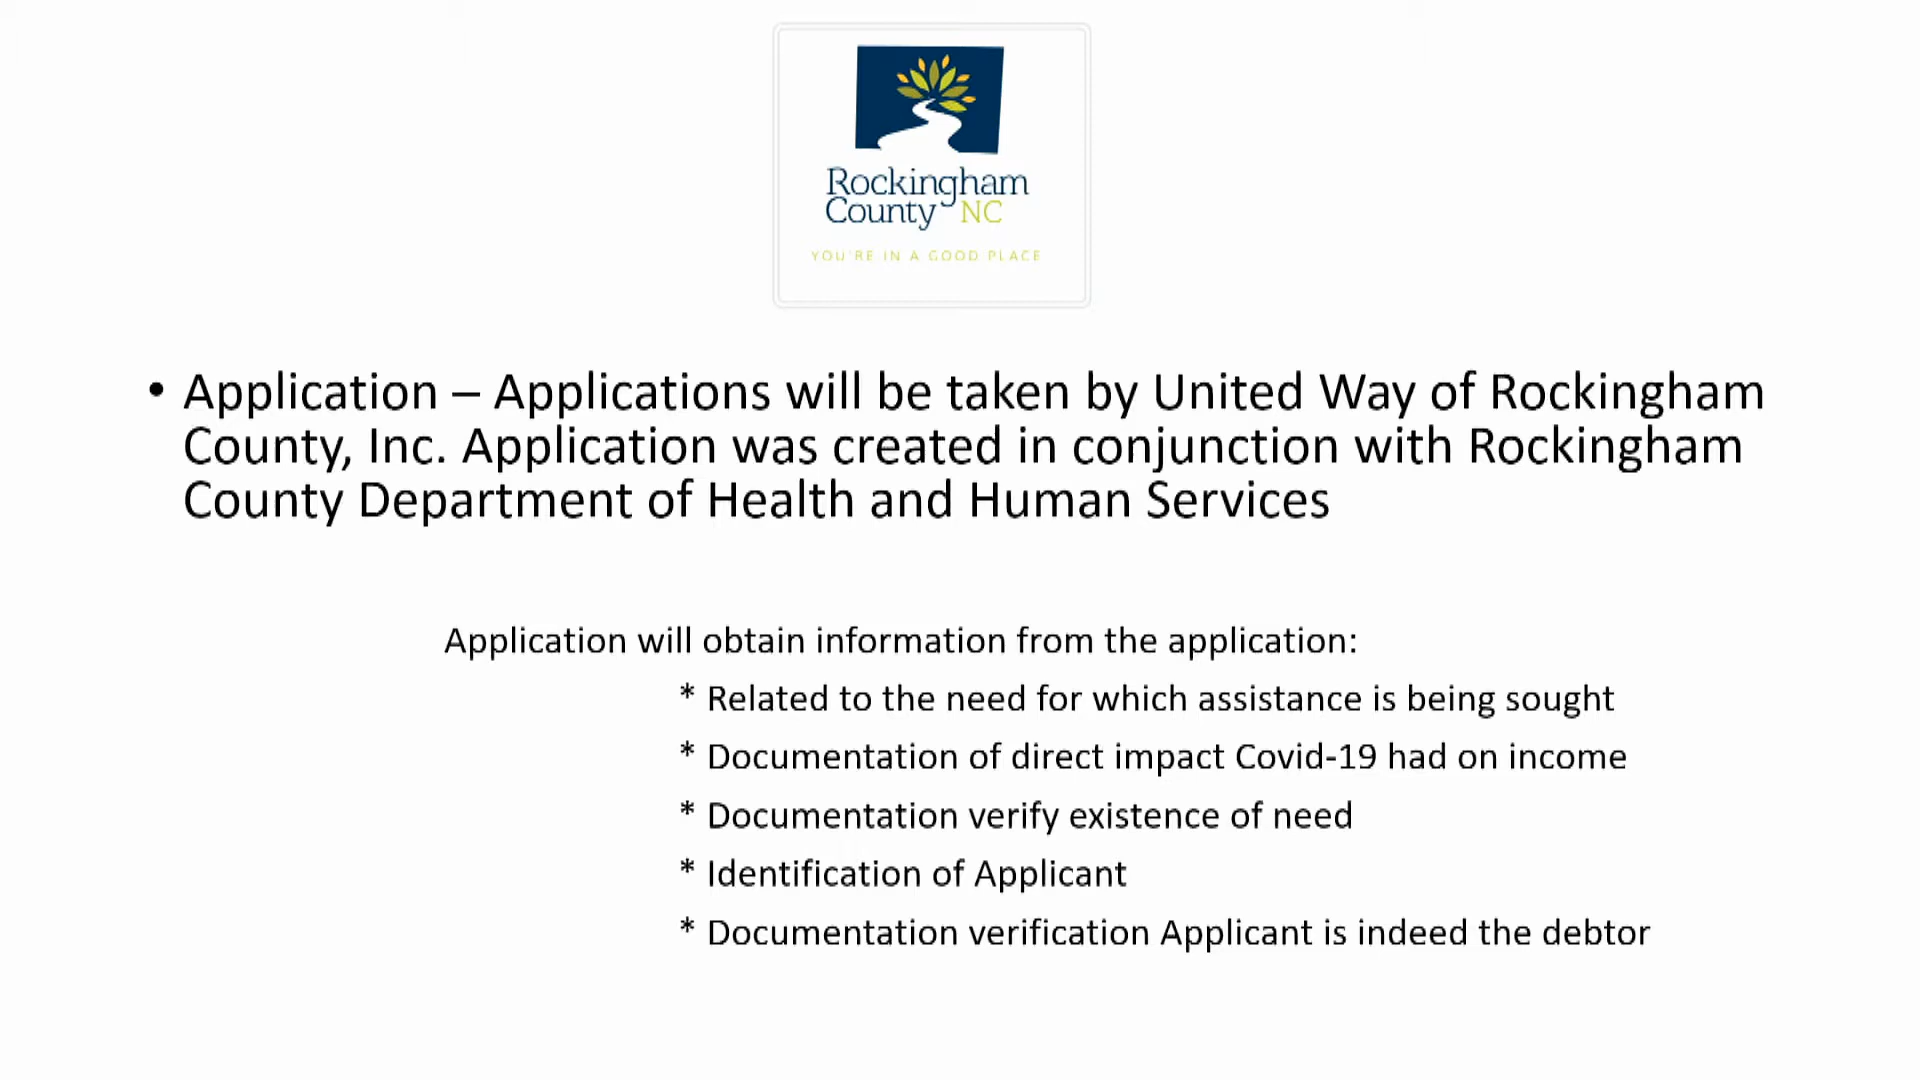 Rockingham
County NC
YOU'RE IN A GOOD PLACE
• Application – Applications will be taken by United Way of Rockingham
County, Inc. Application was created in conjunction with Rockingham
County Department of Health and Human Services
Application will obtain information from the application:
* Related to the need for which assistance is being sought
* Documentation of direct impact Covid-19 had on income
* Documentation verify existence of need
* Identification of Applicant
* Documentation verification Applicant is indeed the debtor